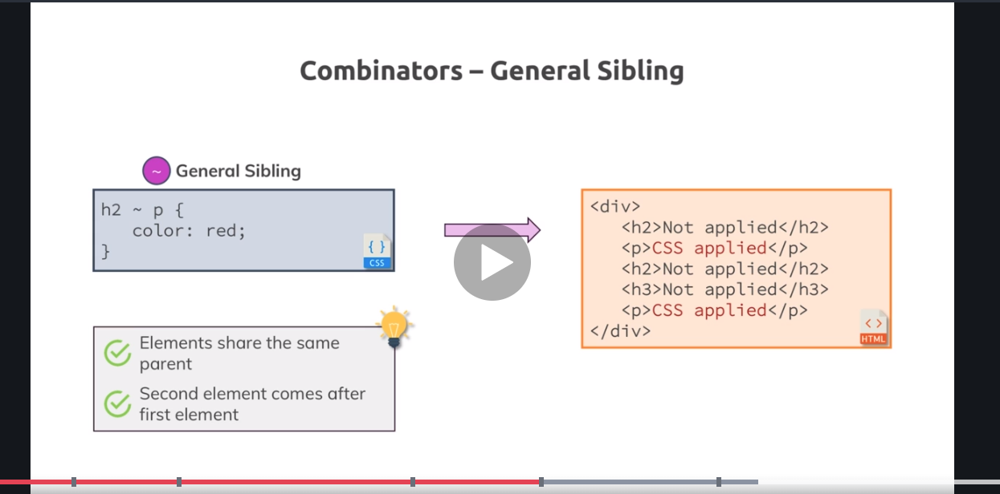 Combinators – General Sibling
~ General Sibling
h2 ~ p {
color: red;
}
{ }
CSS
<div>
<h2>Not applied</h2>
<p>CSS applied</p>
<h2>Not applied</h2>
<h3>Not applied</h3>
<p>CSS applied</p>
</div>
< >
HTML
Elements share the same
parent
Second element comes after
first element